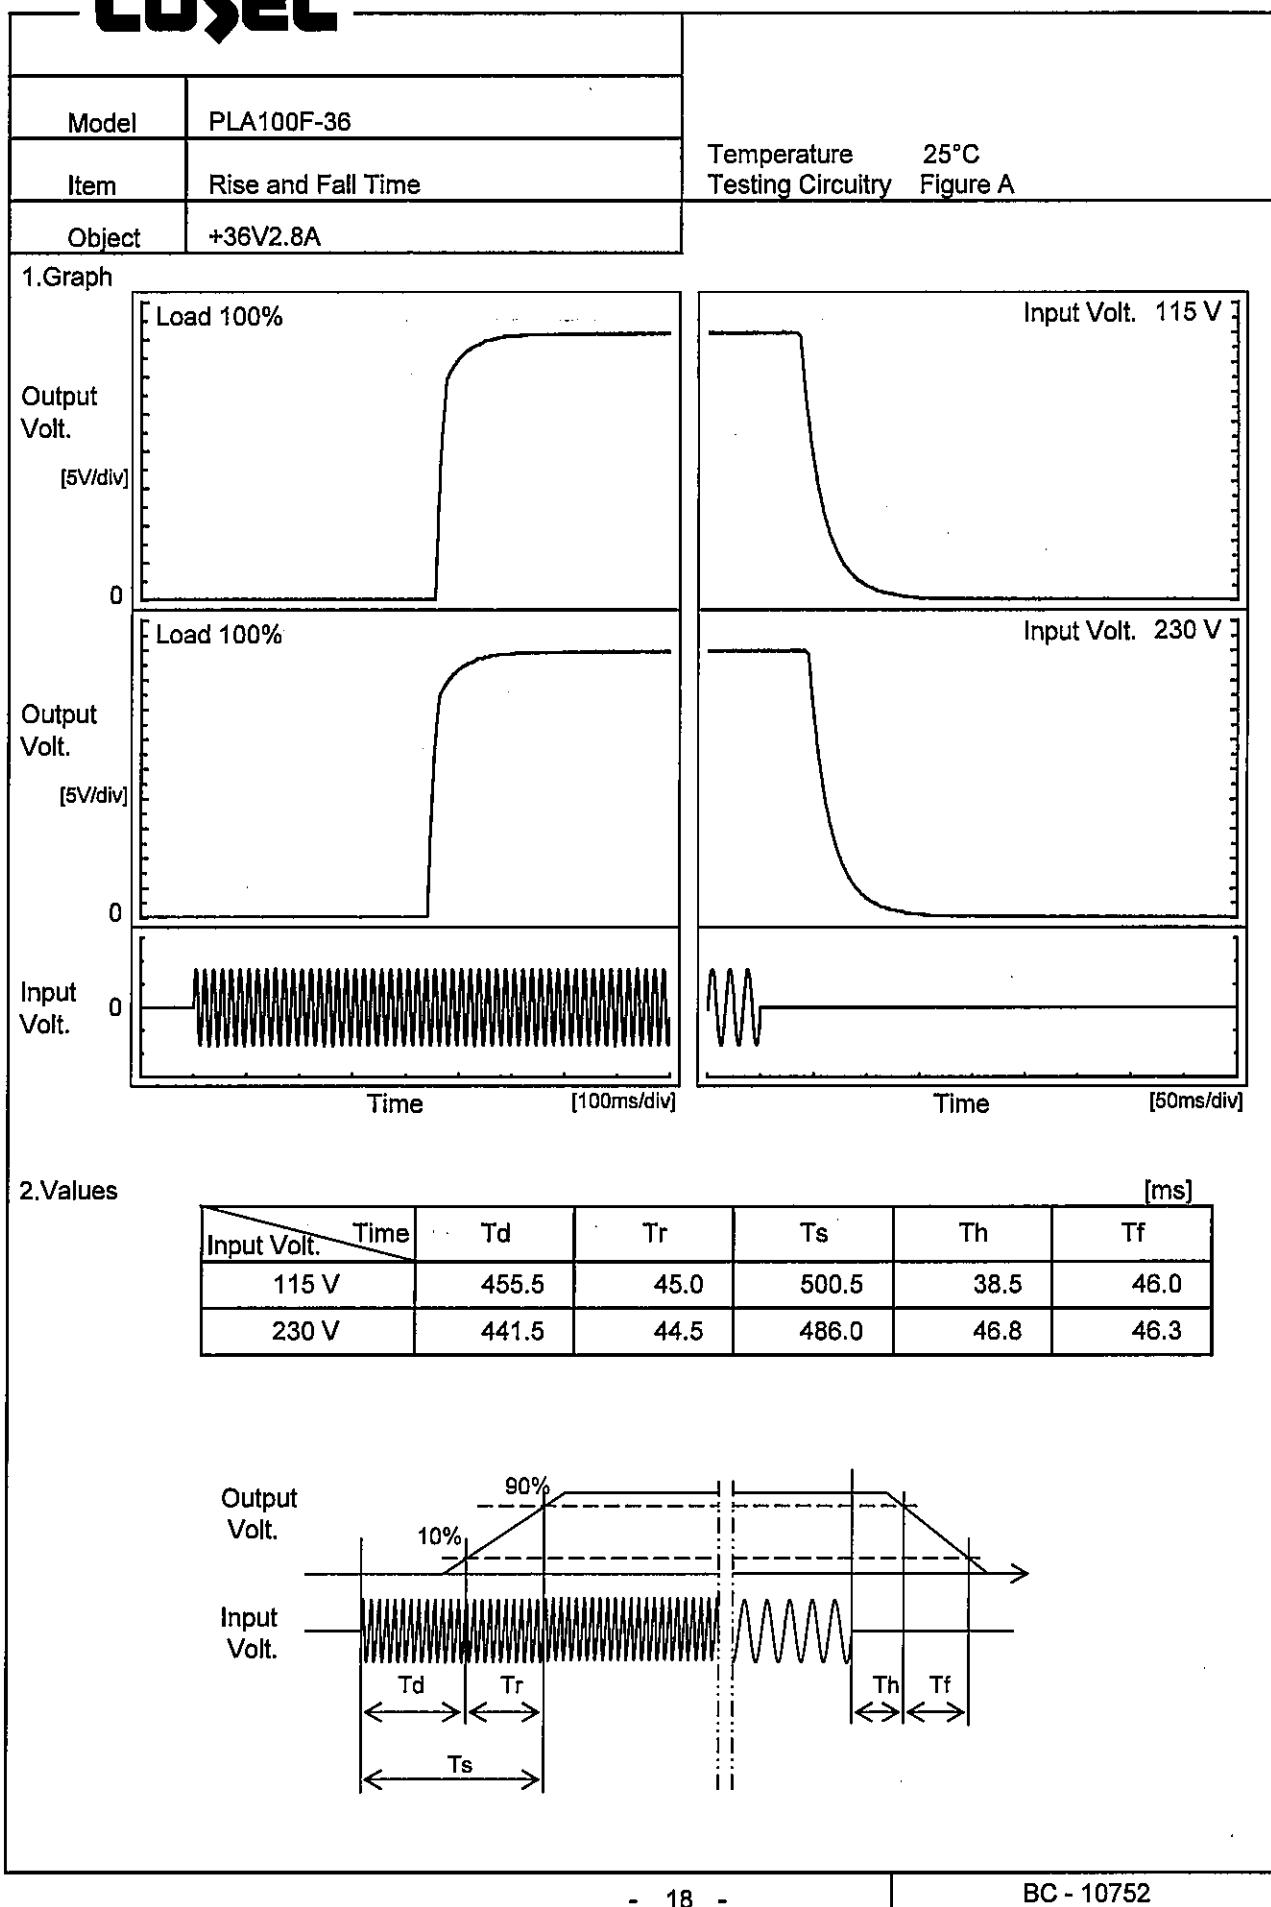 COSEL
Model PLA100F-36
Temperature 25°C
Item Rise and Fall Time
Testing Circuitry Figure A
Object +36V2.8A
1.Graph
Load 100%
Input Volt. 115 V
Output
Volt.
[5V/div]
0
Load 100%
Input Volt. 230 V
Output
Volt.
[5V/div]
0
Input
Volt.
0
Time [100ms/div]
Time [50ms/div]
2.Values
[ms]
Time
Input Volt.
Td Tr Ts Th Tf
115 V 455.5 45.0 500.5 38.5 46.0
230 V 441.5 44.5 486.0 46.8 46.3
90%
Output
Volt.
10%
Input
Volt.
Td Tr Th Tf
Ts
- 18 -
BC - 10752